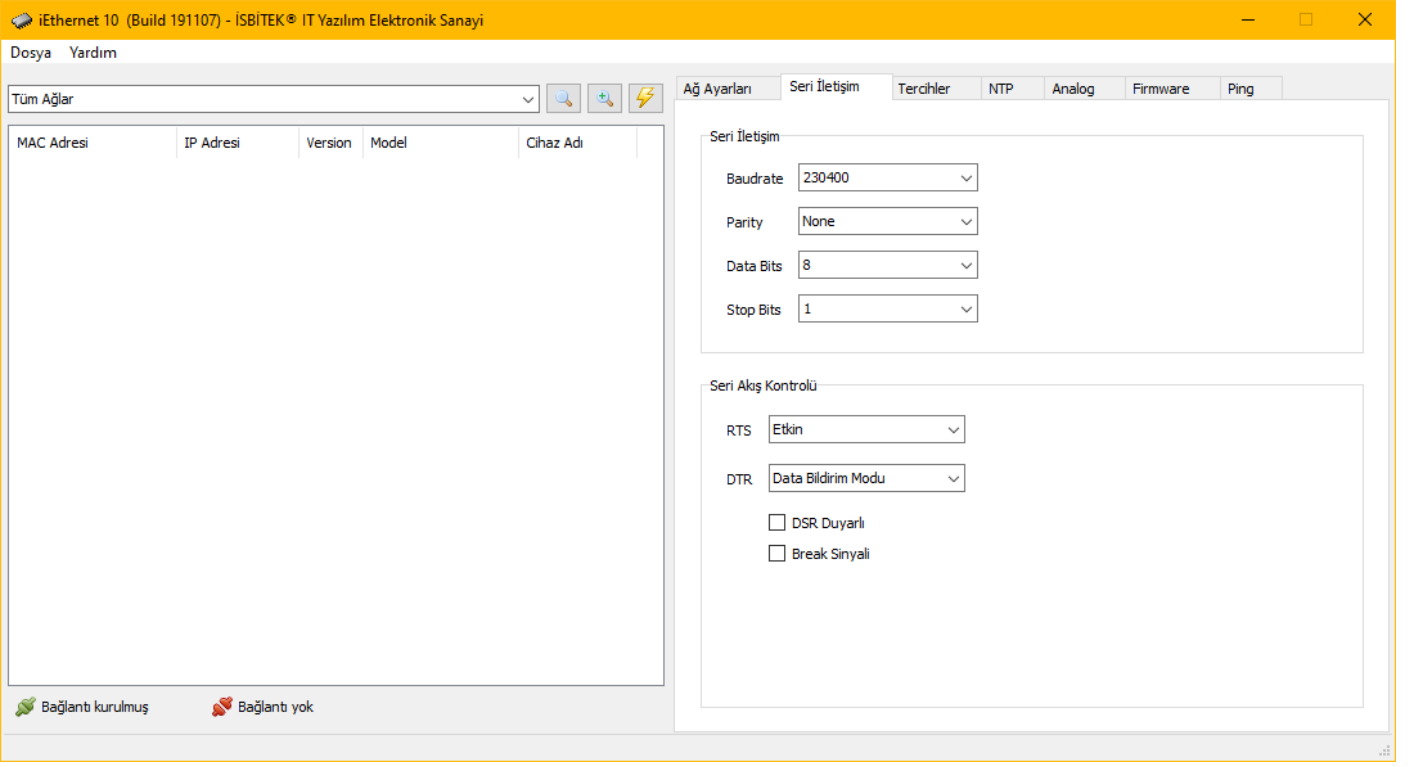 iEthernet 10 (Build 191107) - İSBİTEK® IT Yazılım Elektronik Sanayi
Dosya Yardım
Tüm Ağlar
MAC Adresi IP Adresi Version Model Cihaz Adı
Bağlantı kurulmuş Bağlantı yok
Ağ Ayarları Seri İletişim Tercihler NTP Analog Firmware Ping
Seri İletişim
Baudrate 230400
Parity None
Data Bits 8
Stop Bits 1
Seri Akış Kontrolü
RTS Etkin
DTR Data Bildirim Modu
DSR Duyarlı
Break Sinyali